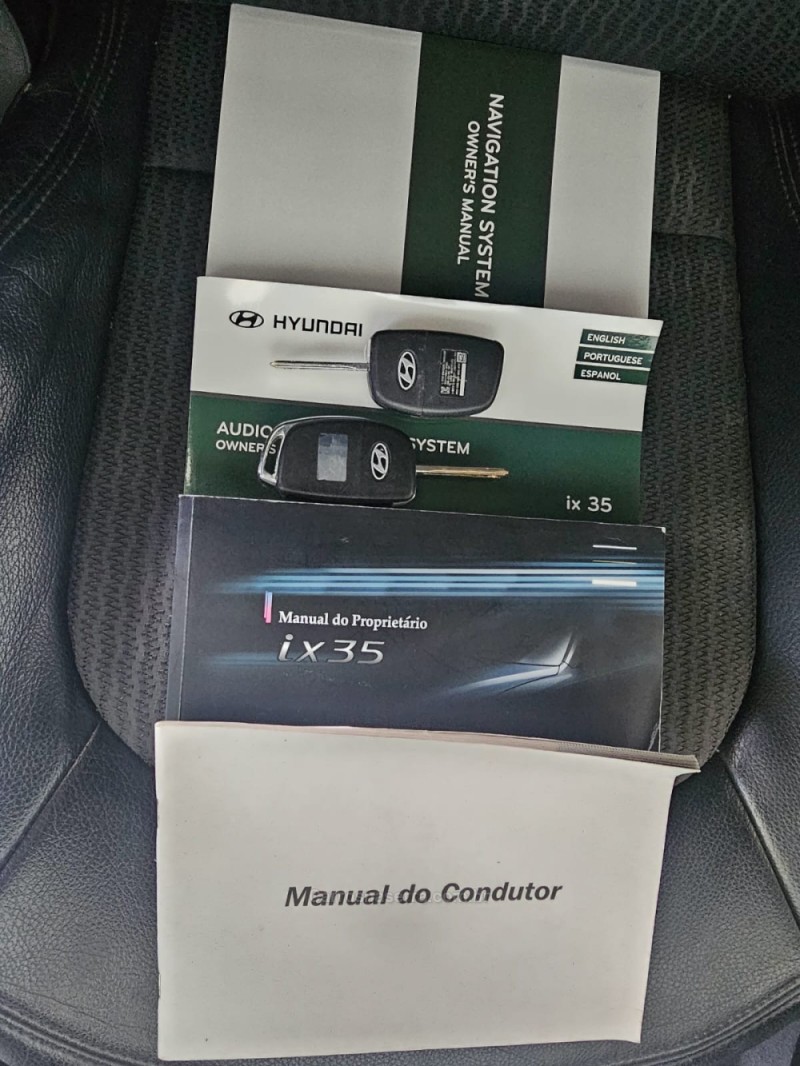 NAVIGATION SYSTEM
OWNER'S MANUAL
HYUNDAI
ENGLISH
PORTUGUESE
ESPANOL
AUDIO SYSTEM
OWNER'S
ix 35
Manual do Proprietário
ix35
Manual do Condutor